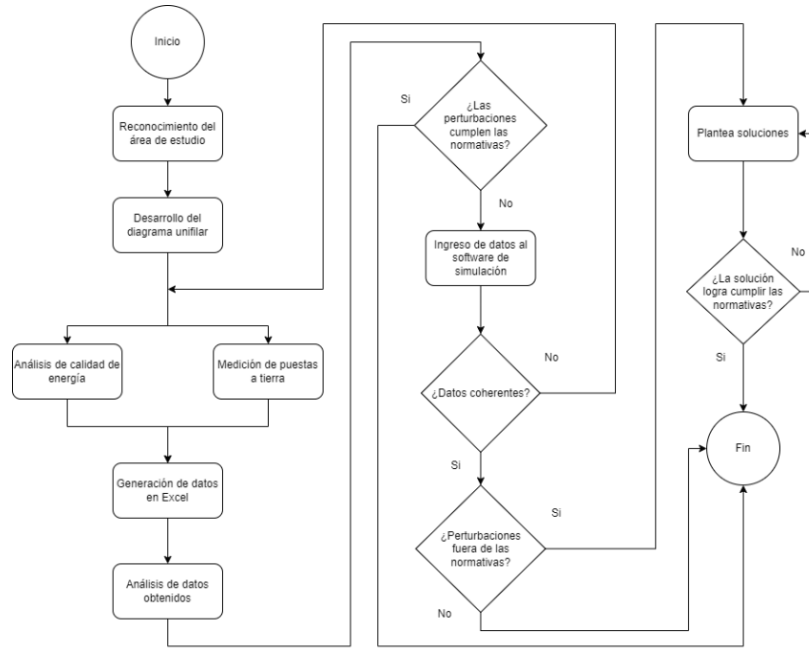 Inicio
Reconocimiento del
área de estudio
Desarrollo del
diagrama unifilar
Análisis de calidad de
energía
Medición de puestas
a tierra
Generación de datos
en Excel
Análisis de datos
obtenidos
Si
¿Las
perturbaciones
cumplen las
normativas?
No
Ingreso de datos al
software de
simulación
No
¿Datos coherentes?
Si
¿Perturbaciones
fuera de las
normativas?
Si
No
Plantea soluciones
No
¿La solución
logra cumplir las
normativas?
Si
Fin